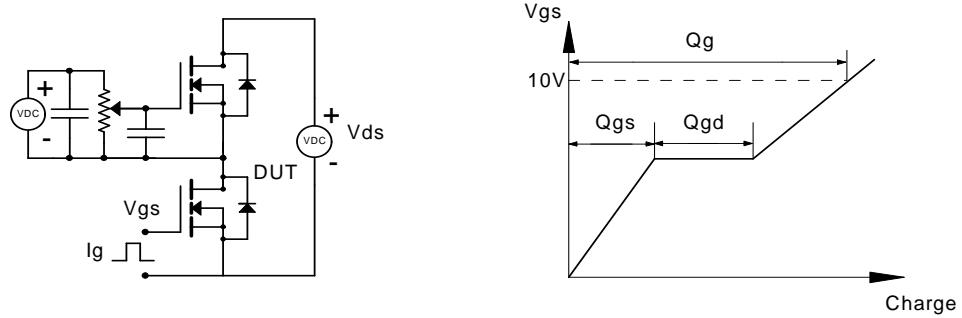 +
VDC
-
+
VDC
-
Vds
DUT
Vgs
Ig
Vgs
Qg
10V
Qgs
Qgd
Charge